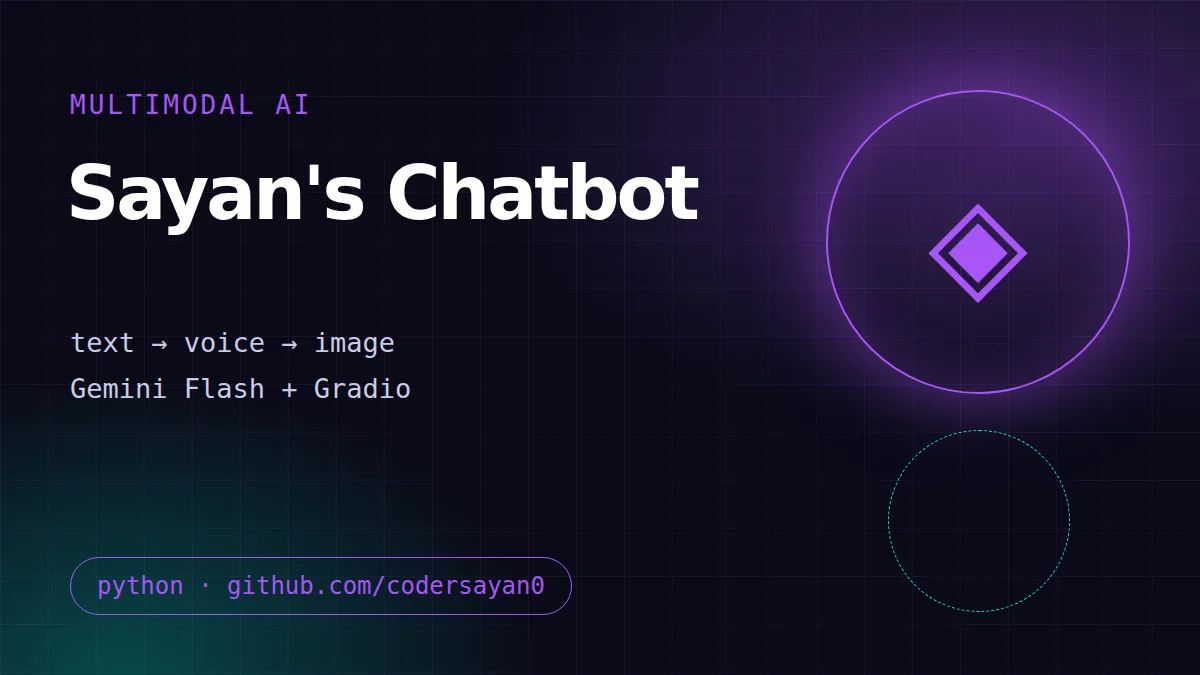 MULTIMODAL AI
Sayan's Chatbot
text → voice → image
Gemini Flash + Gradio
python · github.com/codersayan0